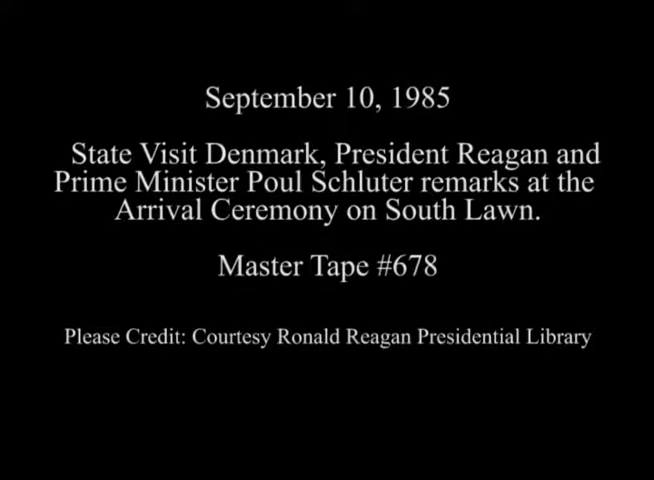 September 10, 1985
State Visit Denmark, President Reagan and
Prime Minister Poul Schluter remarks at the
Arrival Ceremony on South Lawn.
Master Tape #678
Please Credit: Courtesy Ronald Reagan Presidential Library